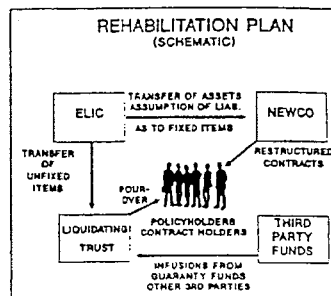 REHABILITATION PLAN
(SCHEMATIC)
ELIC
TRANSFER OF ASSETS
ASSUMPTION OF LIAB.
AS TO FIXED ITEMS
NEWCO
TRANSFER
OF
UNFIXED
ITEMS
RESTRUCTURED
CONTRACTS
POUR-
OVER
LIQUIDATING
TRUST
POLICYHOLDERS
CONTRACT HOLDERS
THIRD
PARTY
FUNDS
INFUSIONS FROM
GUARANTY FUNDS
OTHER 3RD PARTIES